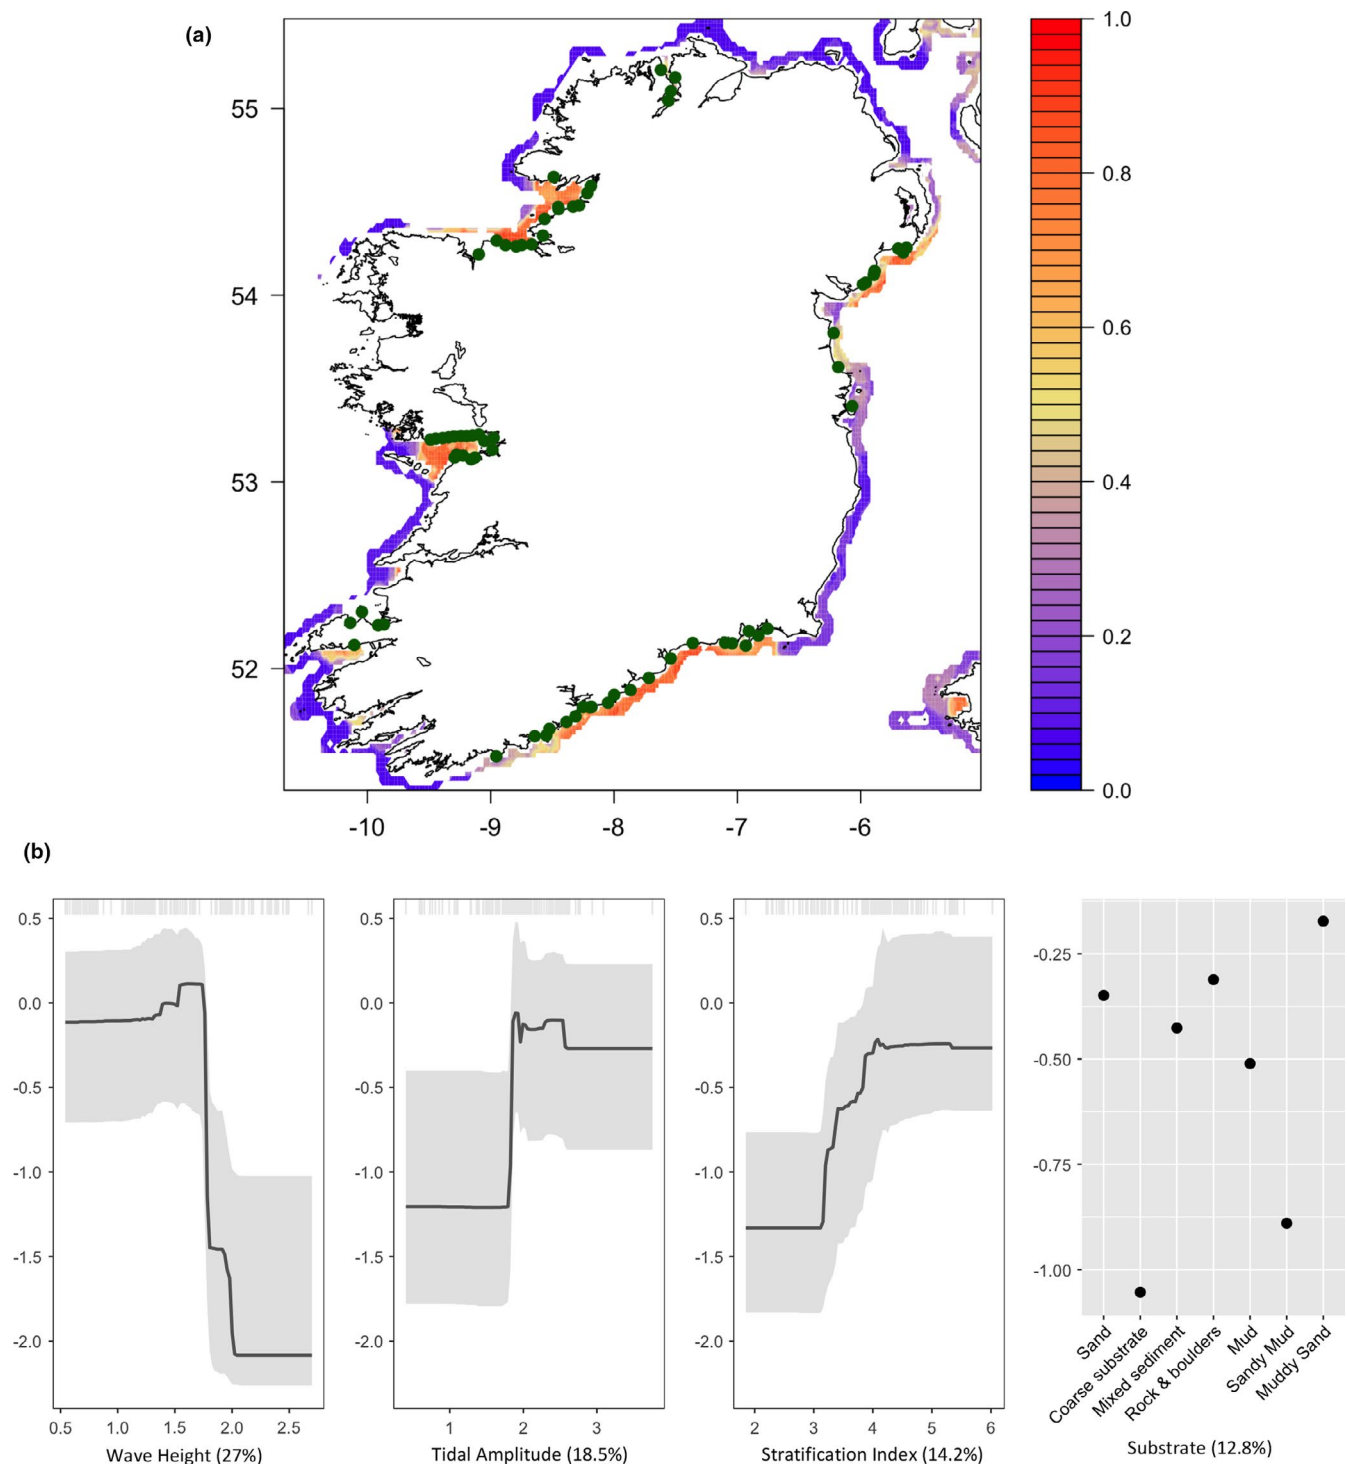 (a)
55
54
53
52
-10 -9 -8 -7 -6
1.0
0.8
0.6
0.4
0.2
0.0
(b)
0.5
0.0
-0.5
-1.0
-1.5
-2.0
0.5 1.0 1.5 2.0 2.5
Wave Height (27%)
0.5
0.0
-0.5
-1.0
-1.5
-2.0
1 2 3
Tidal Amplitude (18.5%)
0.5
0.0
-0.5
-1.0
-1.5
-2.0
2 3 4 5 6
Stratification Index (14.2%)
-0.25
-0.50
-0.75
-1.00
Sand
Coarse substrate
Mixed sediment
Rock & boulders
Mud
Sandy Mud
Muddy Sand
Substrate (12.8%)